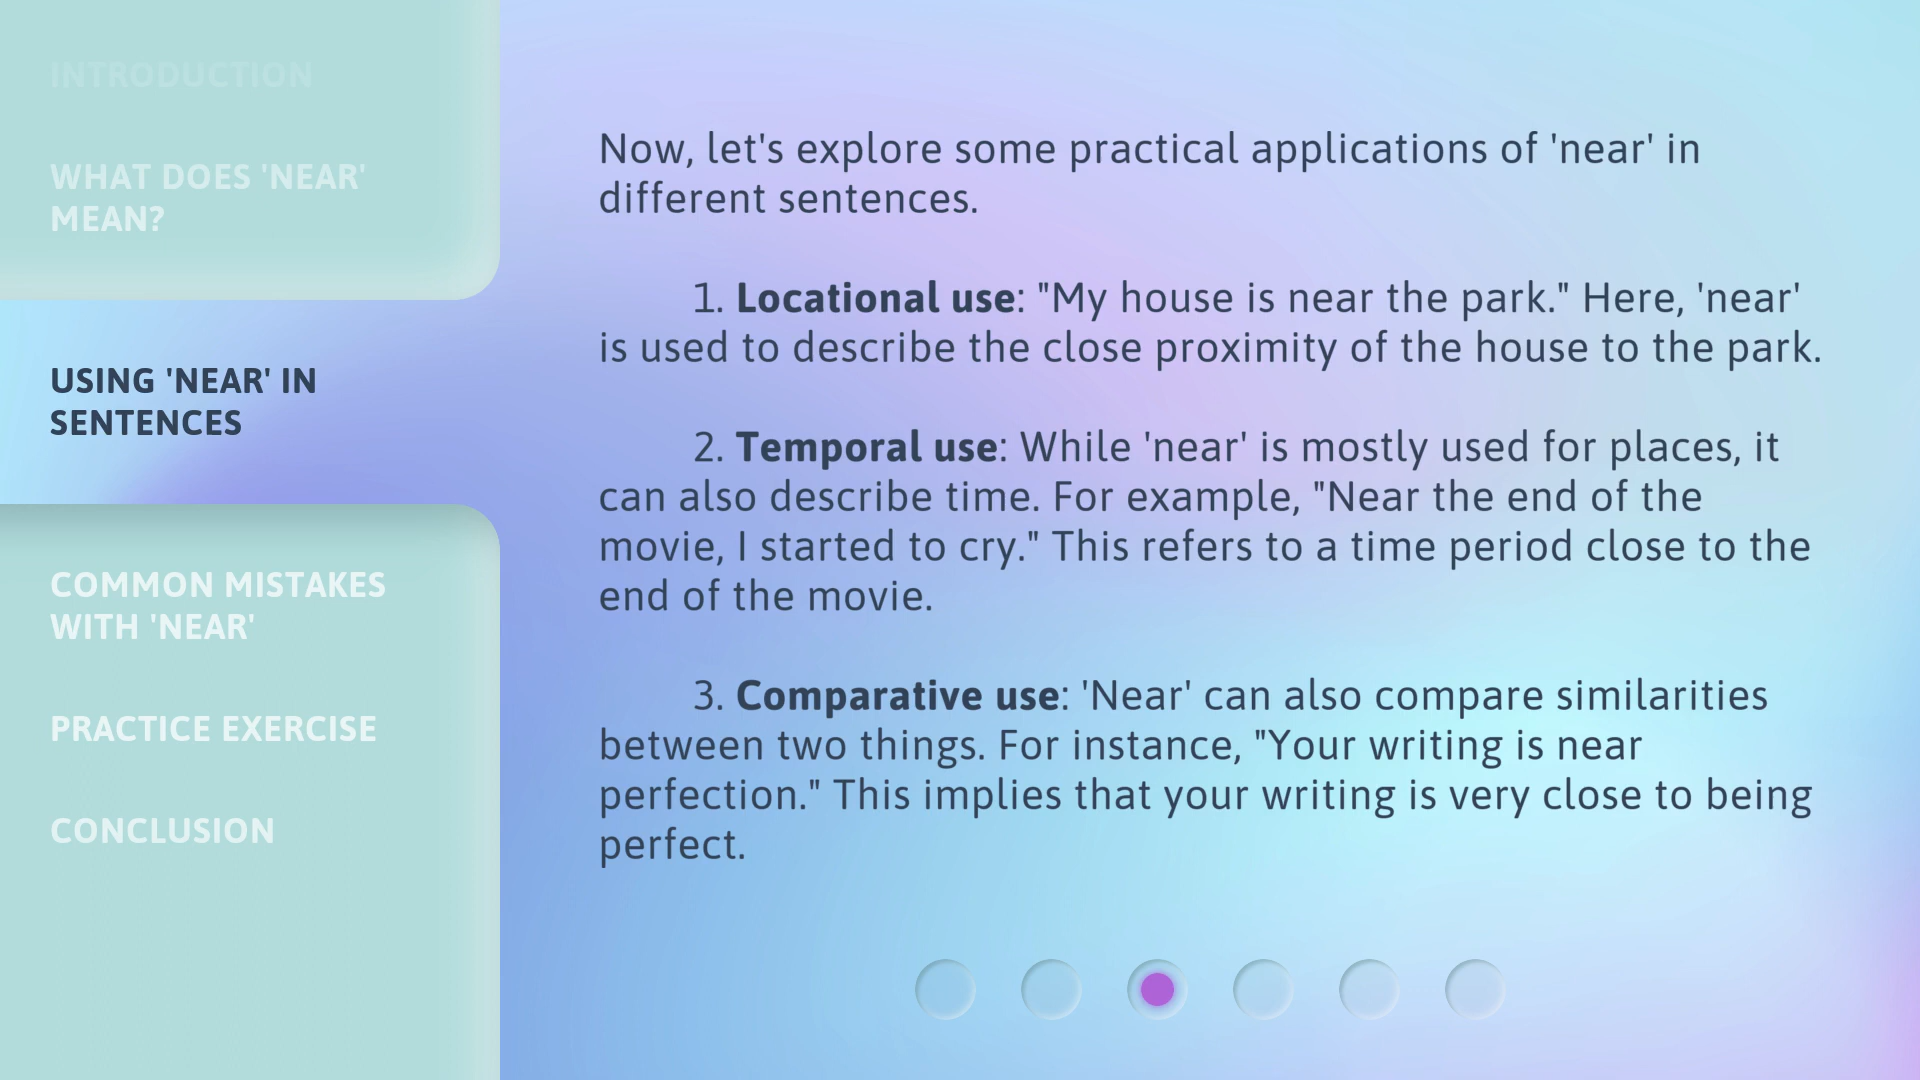 INTRODUCTION
WHAT DOES 'NEAR'
MEAN?
USING 'NEAR' IN
SENTENCES
COMMON MISTAKES
WITH 'NEAR'
PRACTICE EXERCISE
CONCLUSION
Now, let's explore some practical applications of 'near' in
different sentences.
1. Locational use: "My house is near the park." Here, 'near'
is used to describe the close proximity of the house to the park.
2. Temporal use: While 'near' is mostly used for places, it
can also describe time. For example, "Near the end of the
movie, I started to cry." This refers to a time period close to the
end of the movie.
3. Comparative use: 'Near' can also compare similarities
between two things. For instance, "Your writing is near
perfection." This implies that your writing is very close to being
perfect.